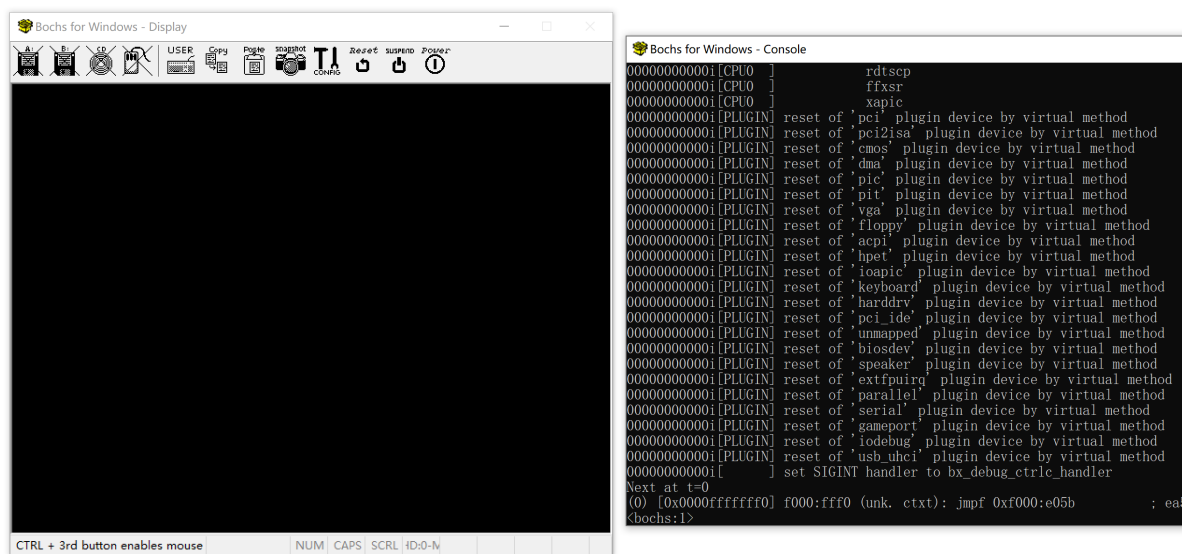 Bochs for Windows - Display
A: B: CD USER Copy Poste snapshot CONFIG Reset SUSPEND Power
CTRL + 3rd button enables mouse NUM CAPS SCRL HD:0-M
Bochs for Windows - Console
00000000000i[CPU0  ]            rdtscp
00000000000i[CPU0  ]            ffxsr
00000000000i[CPU0  ]            xapic
00000000000i[PLUGIN] reset of 'pci' plugin device by virtual method
00000000000i[PLUGIN] reset of 'pci2isa' plugin device by virtual method
00000000000i[PLUGIN] reset of 'cmos' plugin device by virtual method
00000000000i[PLUGIN] reset of 'dma' plugin device by virtual method
00000000000i[PLUGIN] reset of 'pic' plugin device by virtual method
00000000000i[PLUGIN] reset of 'pit' plugin device by virtual method
00000000000i[PLUGIN] reset of 'vga' plugin device by virtual method
00000000000i[PLUGIN] reset of 'floppy' plugin device by virtual method
00000000000i[PLUGIN] reset of 'acpi' plugin device by virtual method
00000000000i[PLUGIN] reset of 'hpet' plugin device by virtual method
00000000000i[PLUGIN] reset of 'ioapic' plugin device by virtual method
00000000000i[PLUGIN] reset of 'keyboard' plugin device by virtual method
00000000000i[PLUGIN] reset of 'harddrv' plugin device by virtual method
00000000000i[PLUGIN] reset of 'pci_ide' plugin device by virtual method
00000000000i[PLUGIN] reset of 'unmapped' plugin device by virtual method
00000000000i[PLUGIN] reset of 'biosdev' plugin device by virtual method
00000000000i[PLUGIN] reset of 'speaker' plugin device by virtual method
00000000000i[PLUGIN] reset of 'extfpuirq' plugin device by virtual method
00000000000i[PLUGIN] reset of 'parallel' plugin device by virtual method
00000000000i[PLUGIN] reset of 'serial' plugin device by virtual method
00000000000i[PLUGIN] reset of 'gameport' plugin device by virtual method
00000000000i[PLUGIN] reset of 'iodebug' plugin device by virtual method
00000000000i[PLUGIN] reset of 'usb_uhci' plugin device by virtual method
00000000000i[      ] set SIGINT handler to bx_debug_ctrlc_handler
Next at t=0
(0) [0x0000fffffff0] f000:fff0 (unk. ctxt): jmpf 0xf000:e05b          ; ea5
<bochs:1>